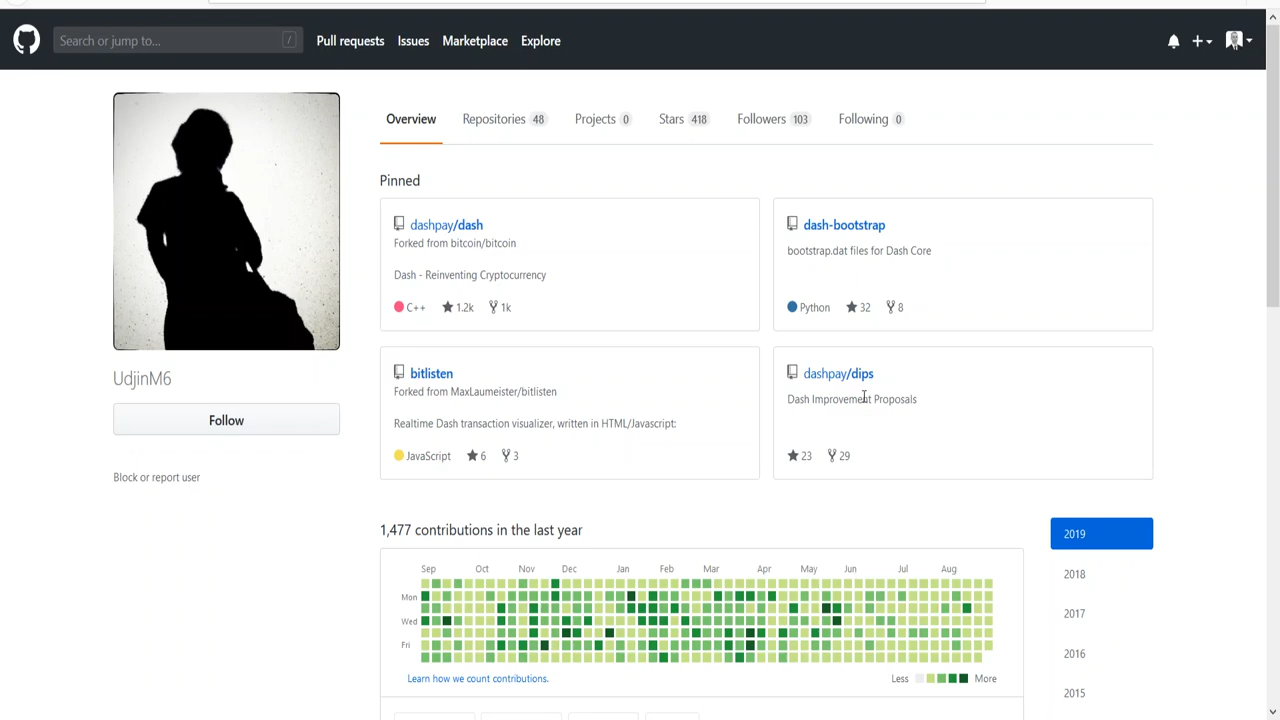 Search or jump to... /
Pull requests Issues Marketplace Explore
Overview Repositories 48 Projects 0 Stars 418 Followers 103 Following 0
UdjinM6
Follow
Block or report user
Pinned
dashpay/dash
Forked from bitcoin/bitcoin
Dash - Reinventing Cryptocurrency
C++ 1.2k 1k
dash-bootstrap
bootstrap.dat files for Dash Core
Python 32 8
bitlisten
Forked from MaxLaumeister/bitlisten
Realtime Dash transaction visualizer, written in HTML/Javascript:
JavaScript 6 3
dashpay/dips
Dash Improvement Proposals
23 29
1,477 contributions in the last year
Sep Oct Nov Dec Jan Feb Mar Apr May Jun Jul Aug
Mon
Wed
Fri
Learn how we count contributions. Less More
2019
2018
2017
2016
2015